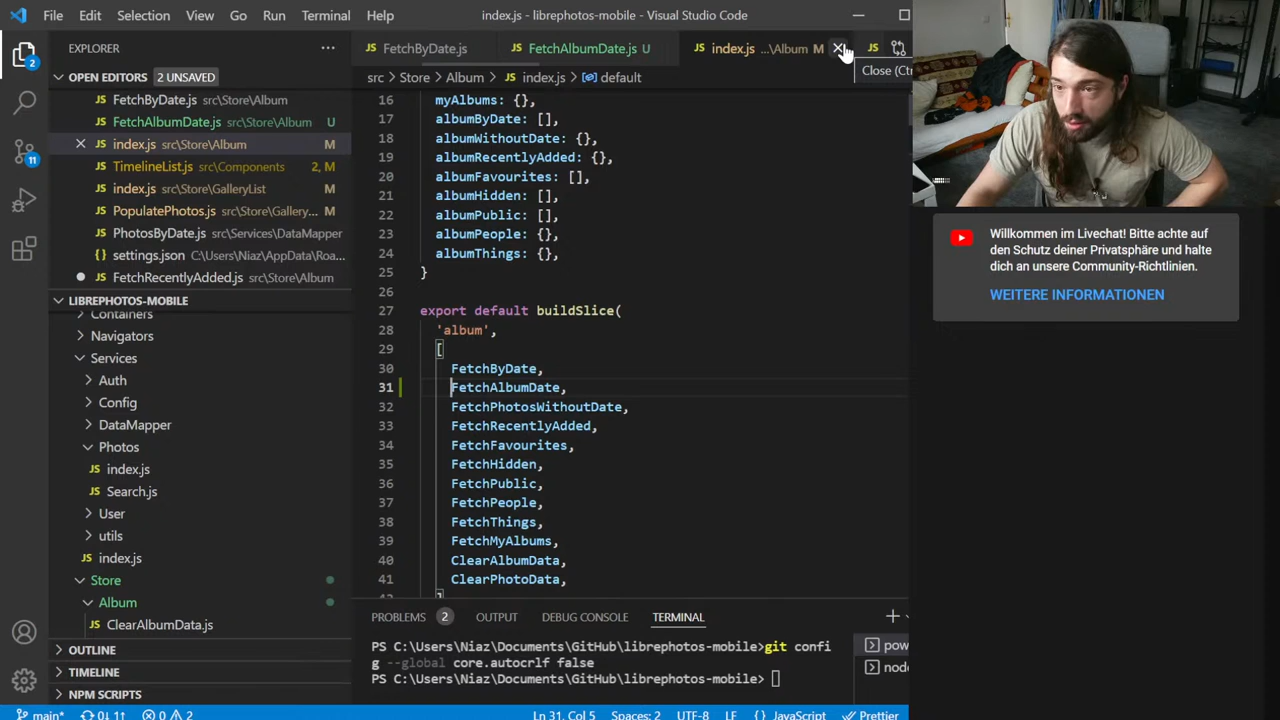 File Edit Selection View Go Run Terminal Help index.js - librephotos-mobile - Visual Studio Code
EXPLORER
OPEN EDITORS 2 UNSAVED
FetchByDate.js src\Store\Album
FetchAlbumDate.js src\Store\Album U
index.js src\Store\Album M
TimelineList.js src\Components 2, M
index.js src\Store\GalleryList M
PopulatePhotos.js src\Store\Gallery... M
PhotosByDate.js src\Services\DataMapper
settings.json C:\Users\Niaz\AppData\Roa...
FetchRecentlyAdded.js src\Store\Album
LIBREPHOTOS-MOBILE
Containers
Navigators
Services
Auth
Config
DataMapper
Photos
JS index.js
JS Search.js
User
utils
JS index.js
Store
Album
JS ClearAlbumData.js
OUTLINE
TIMELINE
NPM SCRIPTS
2
11
JS FetchByDate.js JS FetchAlbumDate.js U JS index.js ...\Album M JS
Close (Ctr
src > Store > Album > JS index.js > default
16 myAlbums: {},
17 albumByDate: [],
18 albumWithoutDate: {},
19 albumRecentlyAdded: {},
20 albumFavourites: [],
21 albumHidden: [],
22 albumPublic: [],
23 albumPeople: {},
24 albumThings: {},
25 }
26
27 export default buildSlice(
28 'album',
29 [
30 FetchByDate,
31 FetchAlbumDate,
32 FetchPhotosWithoutDate,
33 FetchRecentlyAdded,
34 FetchFavourites,
35 FetchHidden,
36 FetchPublic,
37 FetchPeople,
38 FetchThings,
39 FetchMyAlbums,
40 ClearAlbumData,
41 ClearPhotoData,
PROBLEMS 2 OUTPUT DEBUG CONSOLE TERMINAL
PS C:\Users\Niaz\Documents\GitHub\librephotos-mobile>git confi
g --global core.autocrlf false
PS C:\Users\Niaz\Documents\GitHub\librephotos-mobile>
pow
node
main* 0↓ 1↑ 0 2 Ln 31, Col 5 Spaces: 2 UTF-8 LF {} JavaScript Prettier
Willkommen im Livechat! Bitte achte auf
den Schutz deiner Privatsphäre und halte
dich an unsere Community-Richtlinien.
WEITERE INFORMATIONEN